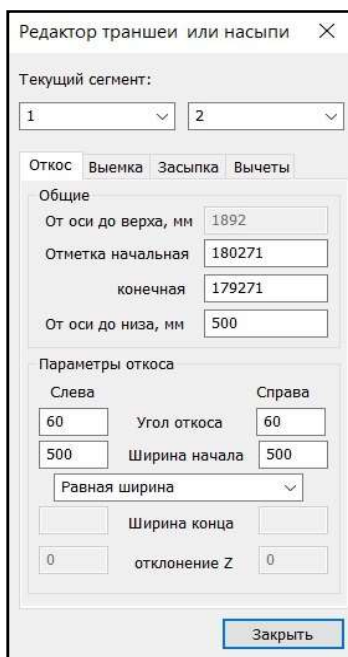 Редактор траншеи или насыпи
Текущий сегмент:
1 2
Откос Выемка Засыпка Вычеты
Общие
От оси до верха, мм 1892
Отметка начальная 180271
конечная 179271
От оси до низа, мм 500
Параметры откоса
Слева Справа
60 Угол откоса 60
500 Ширина начала 500
Равная ширина
Ширина конца
0 отклонение Z 0
Закрыть